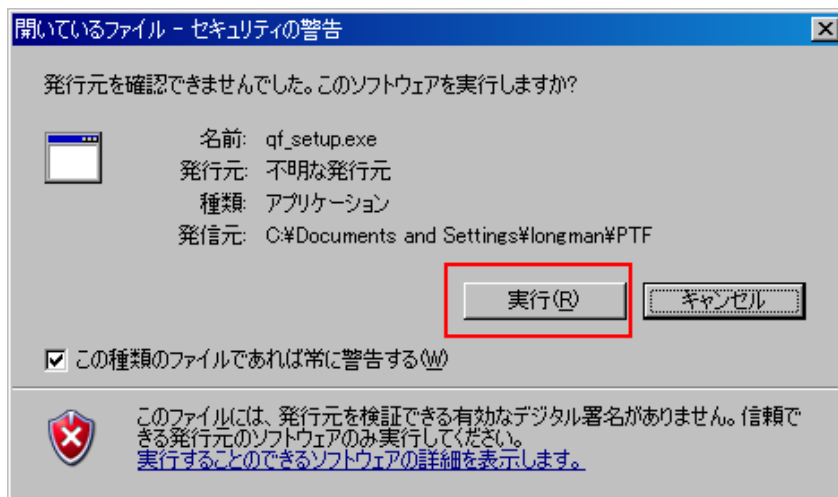 開いているファイル - セキュリティの警告
発行元を確認できませんでした。このソフトウェアを実行しますか?
名前: qf_setup.exe
発行元: 不明な発行元
種類: アプリケーション
発信元: C:¥Documents and Settings¥longman¥PTF
実行(R) キャンセル
この種類のファイルであれば常に警告する(W)
このファイルには、発行元を検証できる有効なデジタル署名がありません。信頼で
きる発行元のソフトウェアのみ実行してください。
実行することのできるソフトウェアの詳細を表示します。